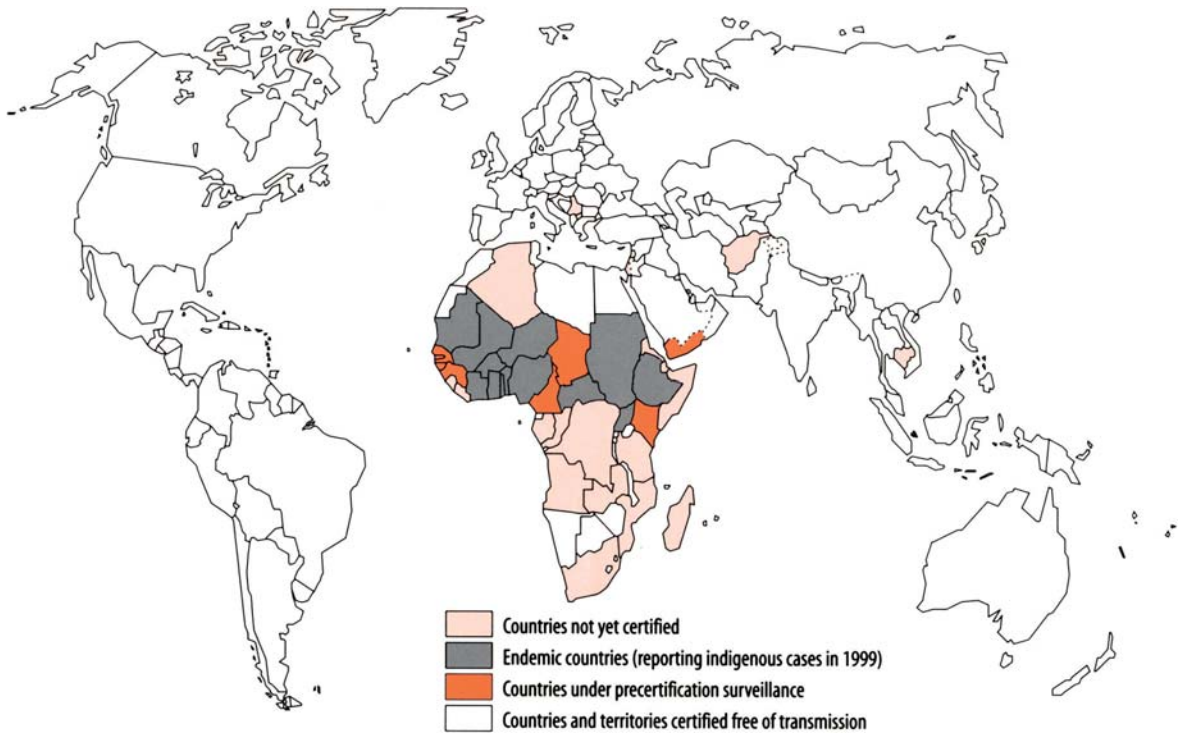 Countries not yet certified
Endemic countries (reporting indigenous cases in 1999)
Countries under precertification surveillance
Countries and territories certified free of transmission